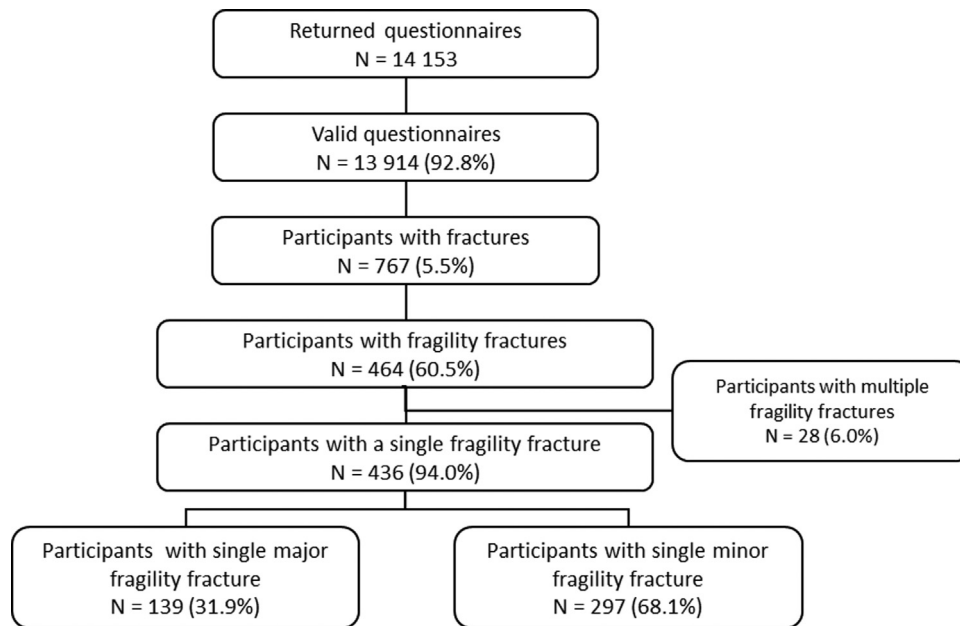 Returned questionnaires
N = 14 153
Valid questionnaires
N = 13 914 (92.8%)
Participants with fractures
N = 767 (5.5%)
Participants with fragility fractures
N = 464 (60.5%)
Participants with multiple
fragility fractures
N = 28 (6.0%)
Participants with a single fragility fracture
N = 436 (94.0%)
Participants with single major
fragility fracture
N = 139 (31.9%)
Participants with single minor
fragility fracture
N = 297 (68.1%)